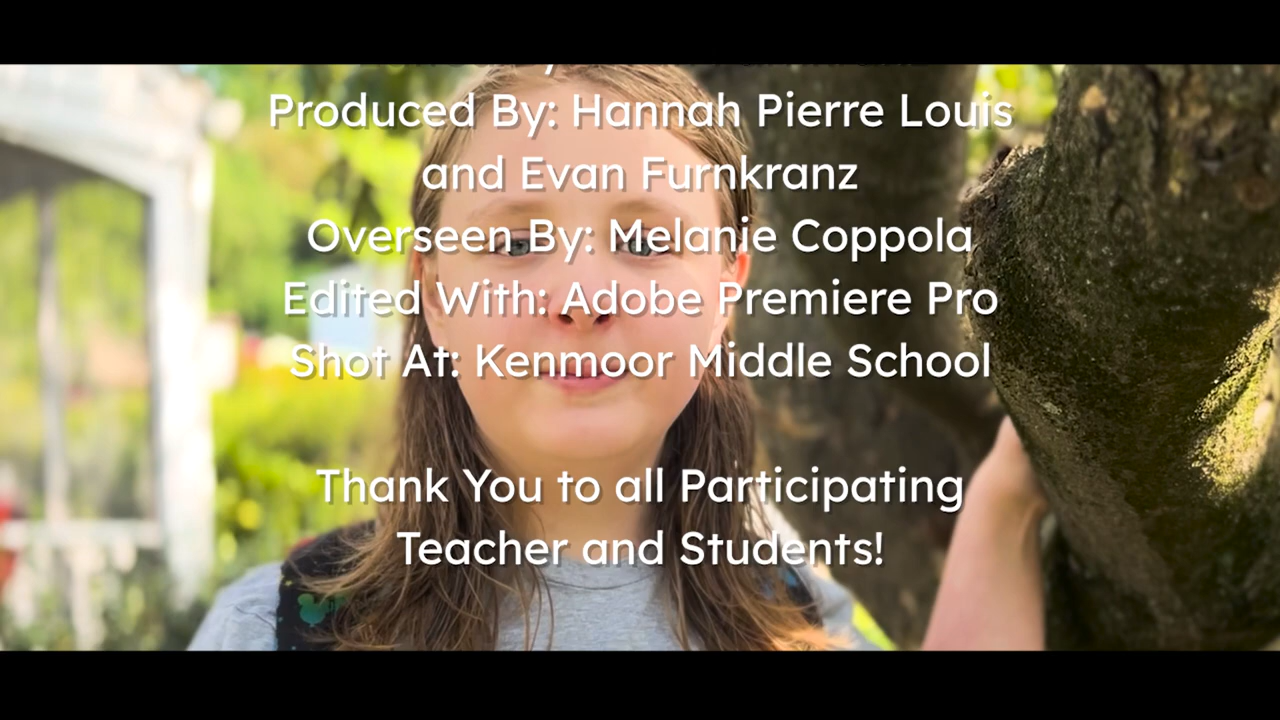 Produced By: Hannah Pierre Louis
and Evan Furnkranz
Overseen By: Melanie Coppola
Edited With: Adobe Premiere Pro
Shot At: Kenmoor Middle School
Thank You to all Participating
Teacher and Students!